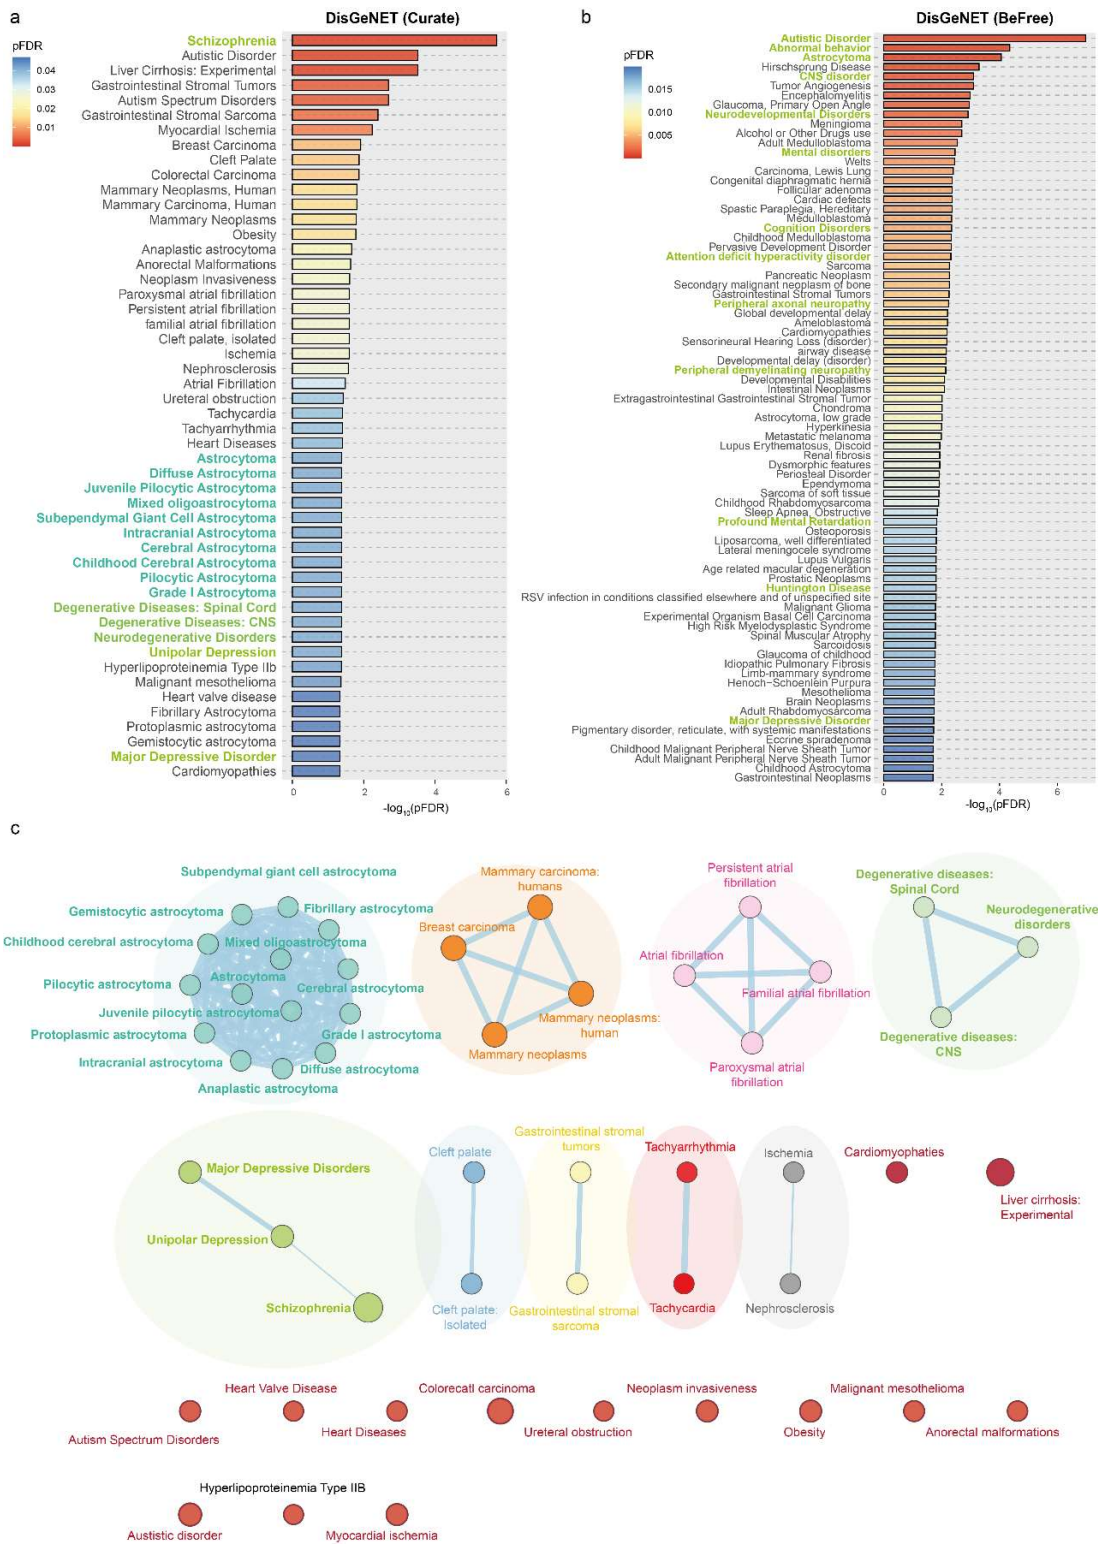 a
DisGeNET (Curate)
pFDR
0.04
0.03
0.02
0.01
Schizophrenia
Autistic Disorder
Liver Cirrhosis: Experimental
Gastrointestinal Stromal Tumors
Autism Spectrum Disorders
Gastrointestinal Stromal Sarcoma
Myocardial Ischemia
Breast Carcinoma
Cleft Palate
Colorectal Carcinoma
Mammary Neoplasms, Human
Mammary Carcinoma, Human
Mammary Neoplasms
Obesity
Anaplastic astrocytoma
Anorectal Malformations
Neoplasm Invasiveness
Paroxysmal atrial fibrillation
Persistent atrial fibrillation
familial atrial fibrillation
Cleft palate, isolated
Ischemia
Nephrosclerosis
Atrial Fibrillation
Ureteral obstruction
Tachycardia
Tachyarrhythmia
Heart Diseases
Astrocytoma
Diffuse Astrocytoma
Juvenile Pilocytic Astrocytoma
Mixed oligoastrocytoma
Subependymal Giant Cell Astrocytoma
Intracranial Astrocytoma
Cerebral Astrocytoma
Childhood Cerebral Astrocytoma
Pilocytic Astrocytoma
Grade I Astrocytoma
Degenerative Diseases: Spinal Cord
Degenerative Diseases: CNS
Neurodegenerative Disorders
Unipolar Depression
Hyperlipoproteinemia Type IIb
Malignant mesothelioma
Heart valve disease
Fibrillary Astrocytoma
Protoplasmic astrocytoma
Gemistocytic astrocytoma
Major Depressive Disorder
Cardiomyopathies
0 2 4 6
-log10(pFDR)
b
DisGeNET (BeFree)
pFDR
0.015
0.010
0.005
Autistic Disorder
Abnormal behavior
Astrocytoma
Hirschsprung Disease
CNS disorder
Tumor Angiogenesis
Encephalomyelitis
Glaucoma, Primary Open Angle
Neurodevelopmental Disorders
Meningioma
Alcohol or Other Drugs use
Adult Medulloblastoma
Mental disorders
Welts
Carcinoma, Lewis Lung
Congenital diaphragmatic hernia
Follicular adenoma
Cardiac defects
Spastic Paraplegia, Hereditary
Medulloblastoma
Cognition Disorders
Childhood Medulloblastoma
Pervasive Development Disorder
Attention deficit hyperactivity disorder
Sarcoma
Pancreatic Neoplasm
Secondary malignant neoplasm of bone
Gastrointestinal Stromal Tumors
Peripheral axonal neuropathy
Global developmental delay
Ameloblastoma
Cardiomyopathies
Sensorineural Hearing Loss (disorder)
airway disease
Developmental delay (disorder)
Peripheral demyelinating neuropathy
Developmental Disabilities
Intestinal Neoplasms
Extragastrointestinal Gastrointestinal Stromal Tumor
Chondroma
Astrocytoma, low grade
Hyperkinesia
Metastatic melanoma
Lupus Erythematosus, Discoid
Renal fibrosis
Dysmorphic features
Periosteal Disorder
Ependymoma
Sarcoma of soft tissue
Childhood Rhabdomyosarcoma
Sleep Apnea, Obstructive
Profound Mental Retardation
Osteoporosis
Liposarcoma, well differentiated
Lateral meningocele syndrome
Lupus Vulgaris
Age related macular degeneration
Prostatic Neoplasms
Huntington Disease
RSV infection in conditions classified elsewhere and of unspecified site
Malignant Glioma
Experimental Organism Basal Cell Carcinoma
High Risk Myelodysplastic Syndrome
Spinal Muscular Atrophy
Sarcoidosis
Glaucoma of childhood
Idiopathic Pulmonary Fibrosis
Limb-mammary syndrome
Henoch-Schoenlein Purpura
Mesothelioma
Brain Neoplasms
Adult Rhabdomyosarcoma
Major Depressive Disorder
Pigmentary disorder, reticulate, with systemic manifestations
Eccrine spiradenoma
Childhood Malignant Peripheral Nerve Sheath Tumor
Adult Malignant Peripheral Nerve Sheath Tumor
Childhood Astrocytoma
Gastrointestinal Neoplasms
0 2 4 6
-log10(pFDR)
c
Subpendymal giant cell astrocytoma
Gemistocytic astrocytoma
Fibrillary astrocytoma
Childhood cerebral astrocytoma
Mixed oligoastrocytoma
Astrocytoma
Pilocytic astrocytoma
Cerebral astrocytoma
Juvenile pilocytic astrocytoma
Protoplasmic astrocytoma
Grade I astrocytoma
Intracranial astrocytoma
Diffuse astrocytoma
Anaplastic astrocytoma
Mammary carcinoma:
humans
Breast carcinoma
Mammary neoplasms:
human
Mammary neoplasms
Persistent atrial
fibrillation
Atrial fibrillation
Familial atrial fibrillation
Paroxysmal atrial
fibrillation
Degenerative diseases:
Spinal Cord
Neurodegenerative
disorders
Degenerative diseases:
CNS
Major Depressive Disorders
Unipolar Depression
Schizophrenia
Cleft palate
Cleft palate:
Isolated
Gastrointestinal stromal
tumors
Gastrointestinal stromal
sarcoma
Tachyarrhythmia
Tachycardia
Ischemia
Nephrosclerosis
Cardiomyophaties
Liver cirrhosis:
Experimental
Heart Valve Disease
Colorecatl carcinoma
Neoplasm invasiveness
Malignant mesothelioma
Autism Spectrum Disorders
Heart Diseases
Ureteral obstruction
Obesity
Anorectal malformations
Hyperlipoproteinemia Type IIB
Austistic disorder
Myocardial ischemia